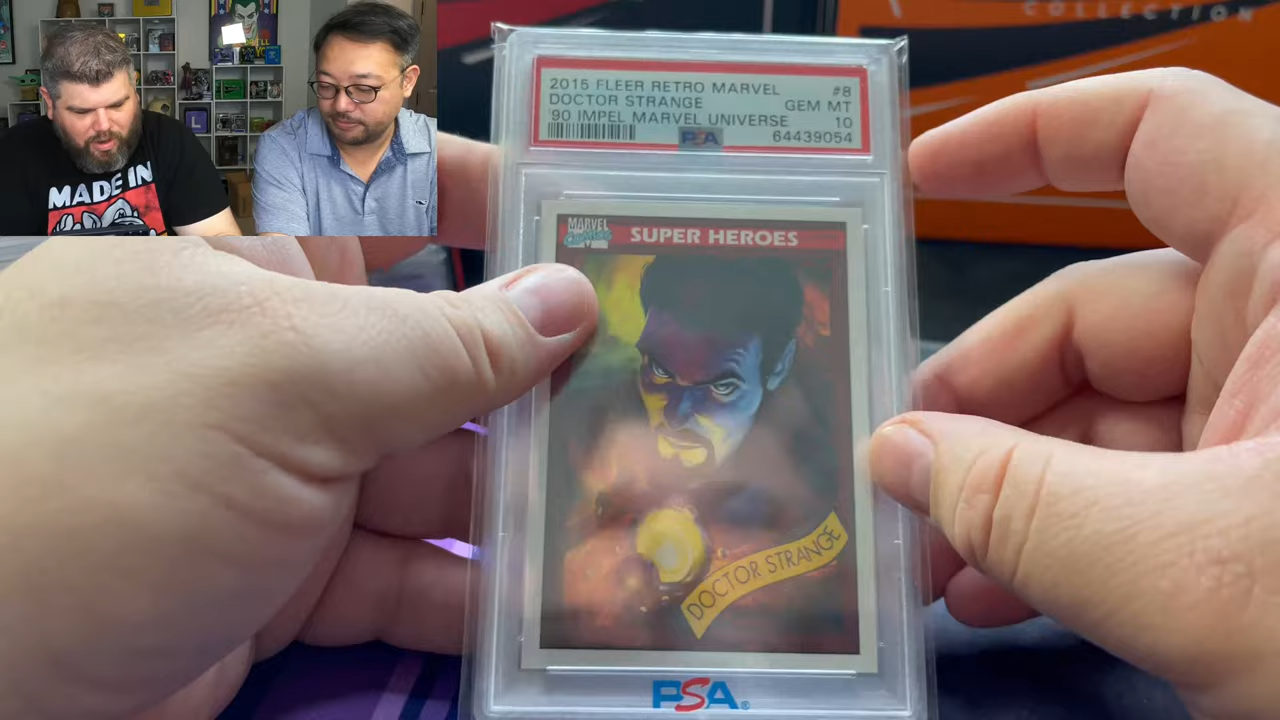 COLLECTION
2015 FLEER RETRO MARVEL #8
DOCTOR STRANGE GEM MT
'90 IMPEL MARVEL UNIVERSE 10
PSA 64439054
MADE IN
MARVEL
UNIVERSE
SUPER HEROES
DOCTOR STRANGE
PSA®